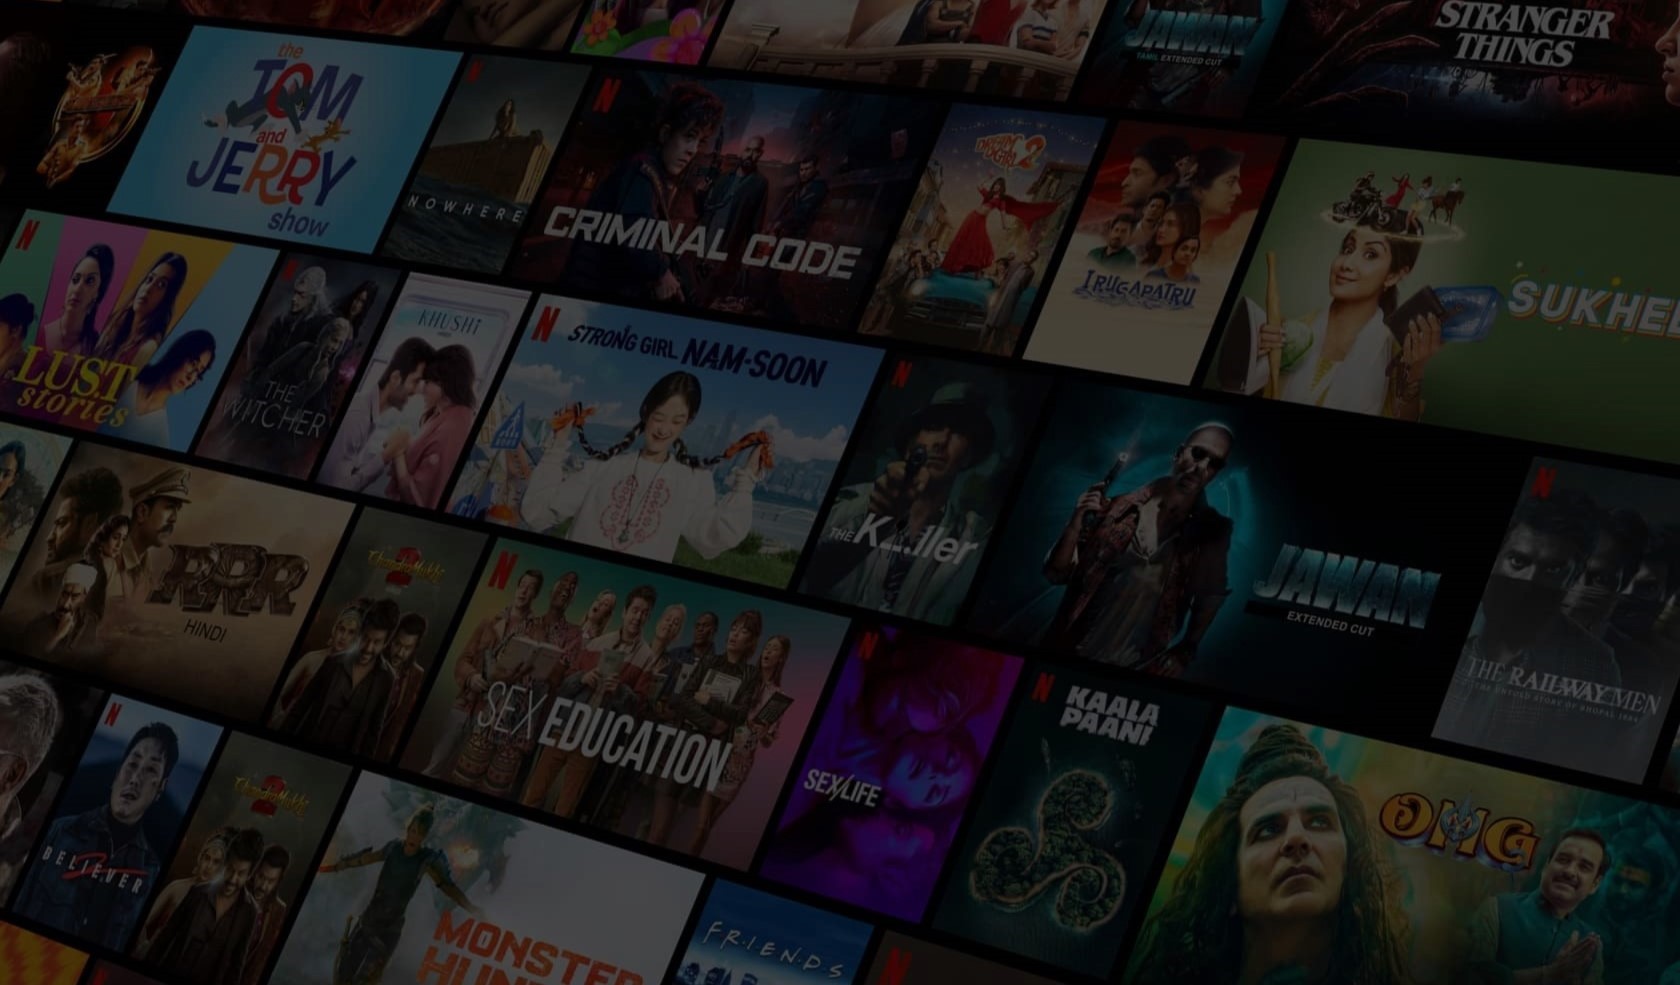 JAWAN
TAMIL EXTENDED CUT
STRANGER
THINGS
the
TOM
and
JERRY
show
N
NOWHERE
N
CRIMINAL CODE
DREAM
GIRL 2
IRUGAPATRU
SUKHEE
N
LUST
stories
N
THE
WITCHER
KHUSHI
N
STRONG GIRL NAM-SOON
N
THE K...ller
JAWAN
EXTENDED CUT
N
THE RAILWAY MEN
THE UNTOLD STORY OF BHOPAL 1984
RRR
HINDI
Chandramukhi
2
N
SEX EDUCATION
N
SEX/LIFE
N
KAALA
PAANI
OMG
2
N
BELIEVER
2
Chandramukhi
2
MONSTER
HUN
F·R·I·E·N·D·S
N
N